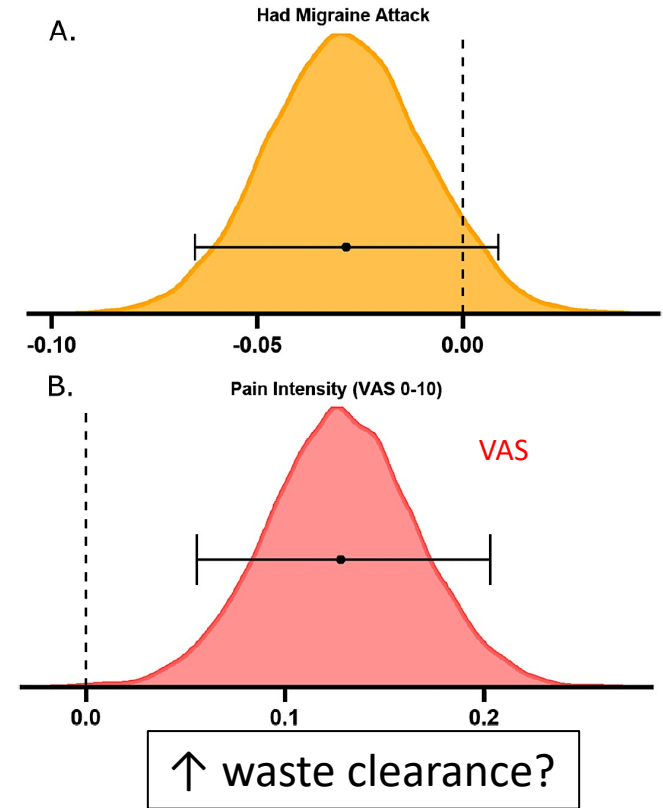 A.
Had Migraine Attack
-0.10 -0.05 0.00
B.
Pain Intensity (VAS 0-10)
VAS
0.0 0.1 0.2
↑ waste clearance?